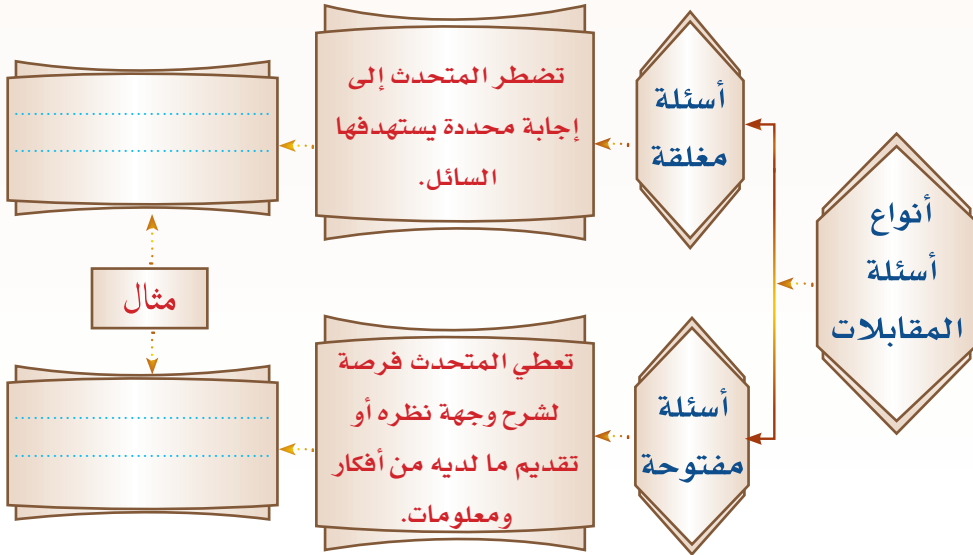 أنواع
أسئلة
المقابلات
أسئلة
مغلقة
تضطر المتحدث إلى
إجابة محددة يستهدفها
السائل.
أسئلة
مفتوحة
تعطي المتحدث فرصة
لشرح وجهة نظره أو
تقديم ما لديه من أفكار
ومعلومات.
مثال